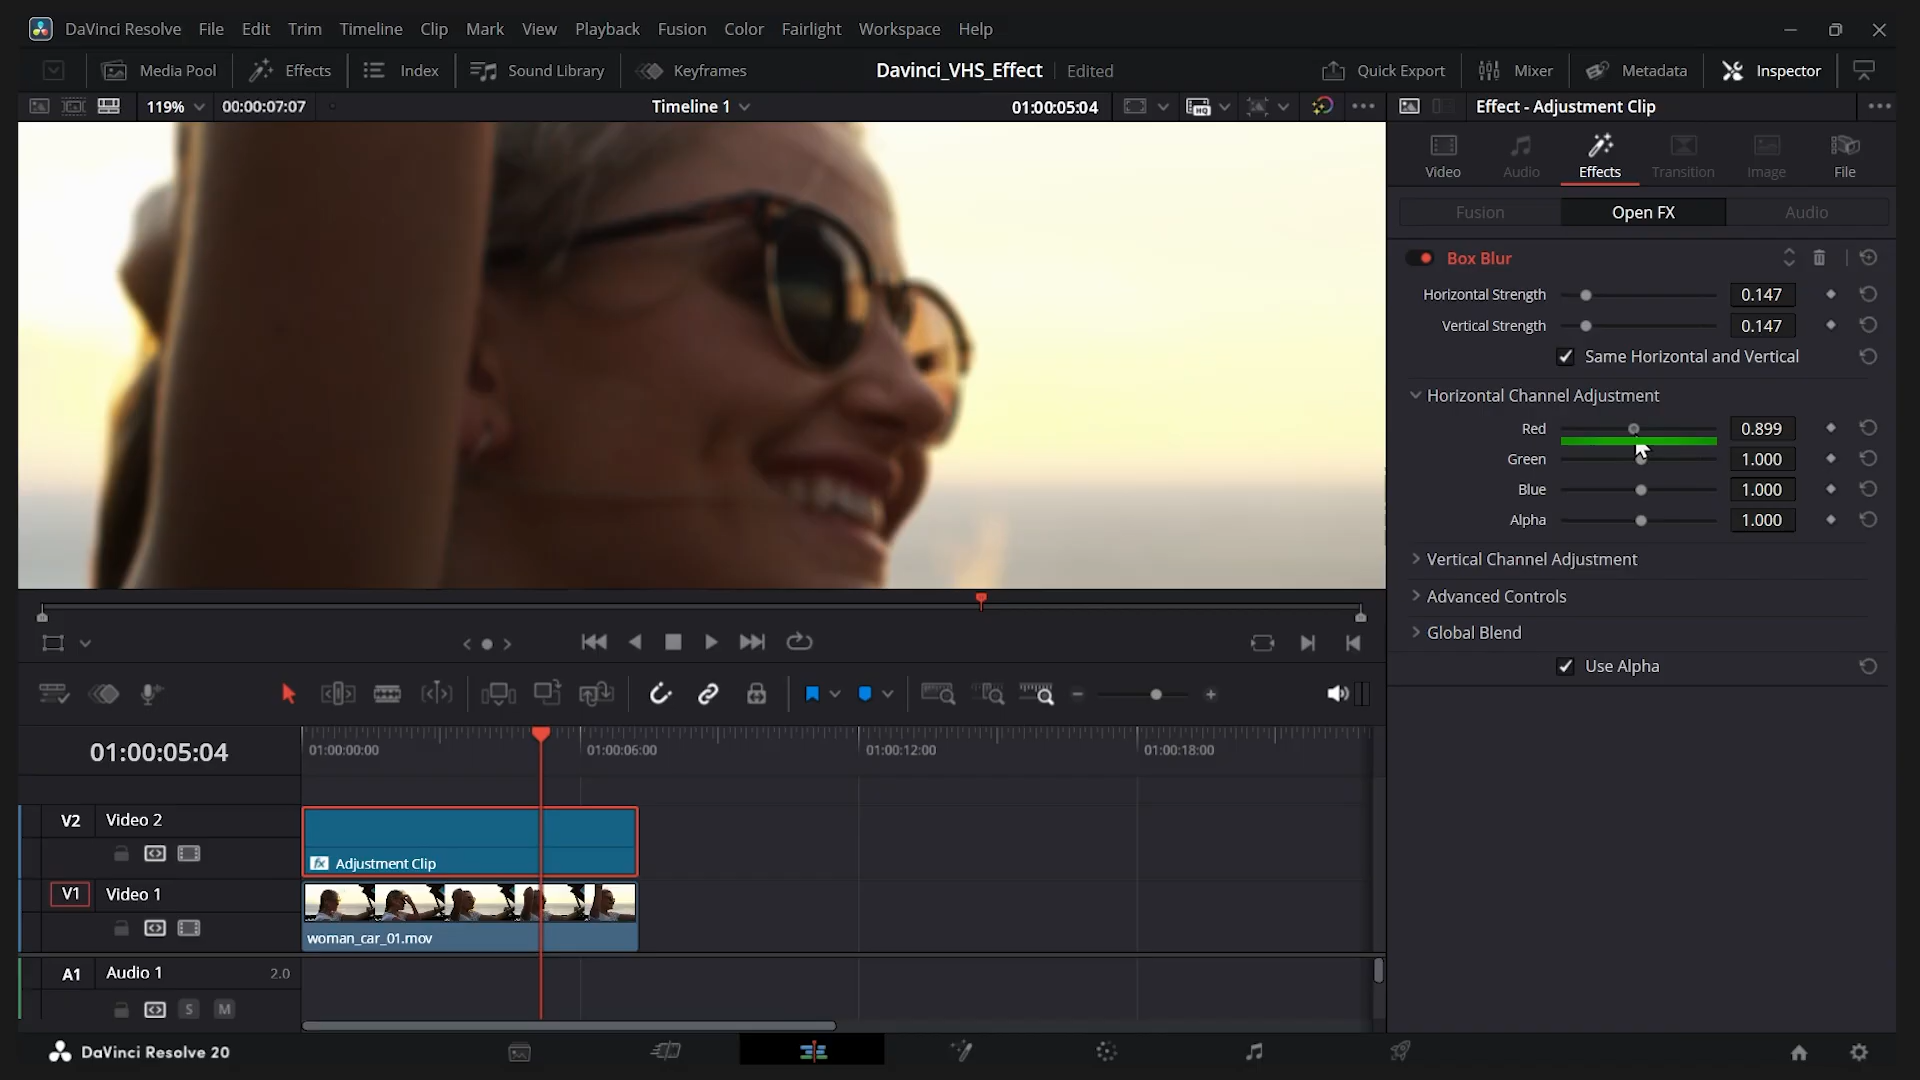 DaVinci Resolve File Edit Trim Timeline Clip Mark View Playback Fusion Color Fairlight Workspace Help
Media Pool Effects Index Sound Library Keyframes Davinci_VHS_Effect Edited Quick Export Mixer Metadata Inspector
119% 00:00:07:07 Timeline 1 01:00:05:04 HQ Effect - Adjustment Clip
Video Audio Effects Transition Image File
Fusion Open FX Audio
Box Blur
Horizontal Strength 0.147
Vertical Strength 0.147
Same Horizontal and Vertical
Horizontal Channel Adjustment
Red 0.899
Green 1.000
Blue 1.000
Alpha 1.000
Vertical Channel Adjustment
Advanced Controls
Global Blend
Use Alpha
01:00:05:04 01:00:00:00 01:00:06:00 01:00:12:00 01:00:18:00
V2 Video 2
fx Adjustment Clip
V1 Video 1
woman_car_01.mov
A1 Audio 1 2.0
S M
DaVinci Resolve 20